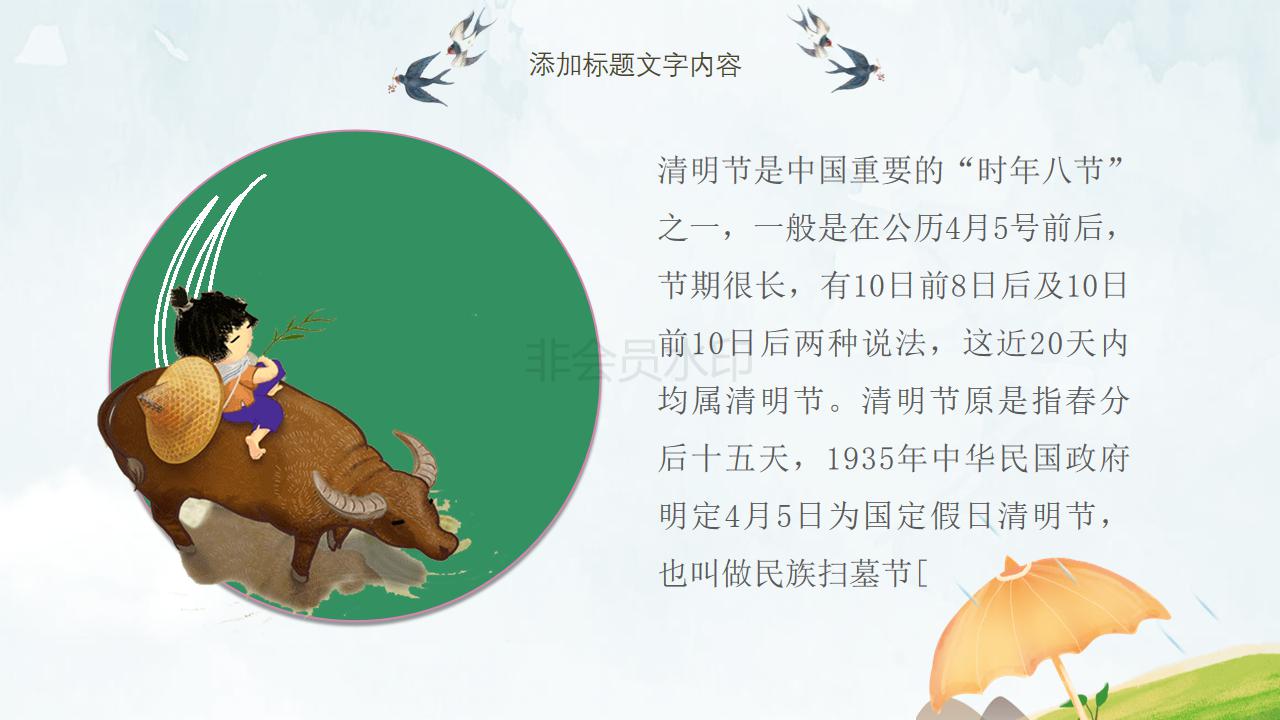 添加标题文字内容
清明节是中国重要的“时年八节”
之一，一般是在公历4月5号前后，
节期很长，有10日前8日后及10日
前10日后两种说法，这近20天内
非会员水印
均属清明节。清明节原是指春分
后十五天，1935年中华民国政府
明定4月5日为国定假日清明节，
也叫做民族扫墓节[